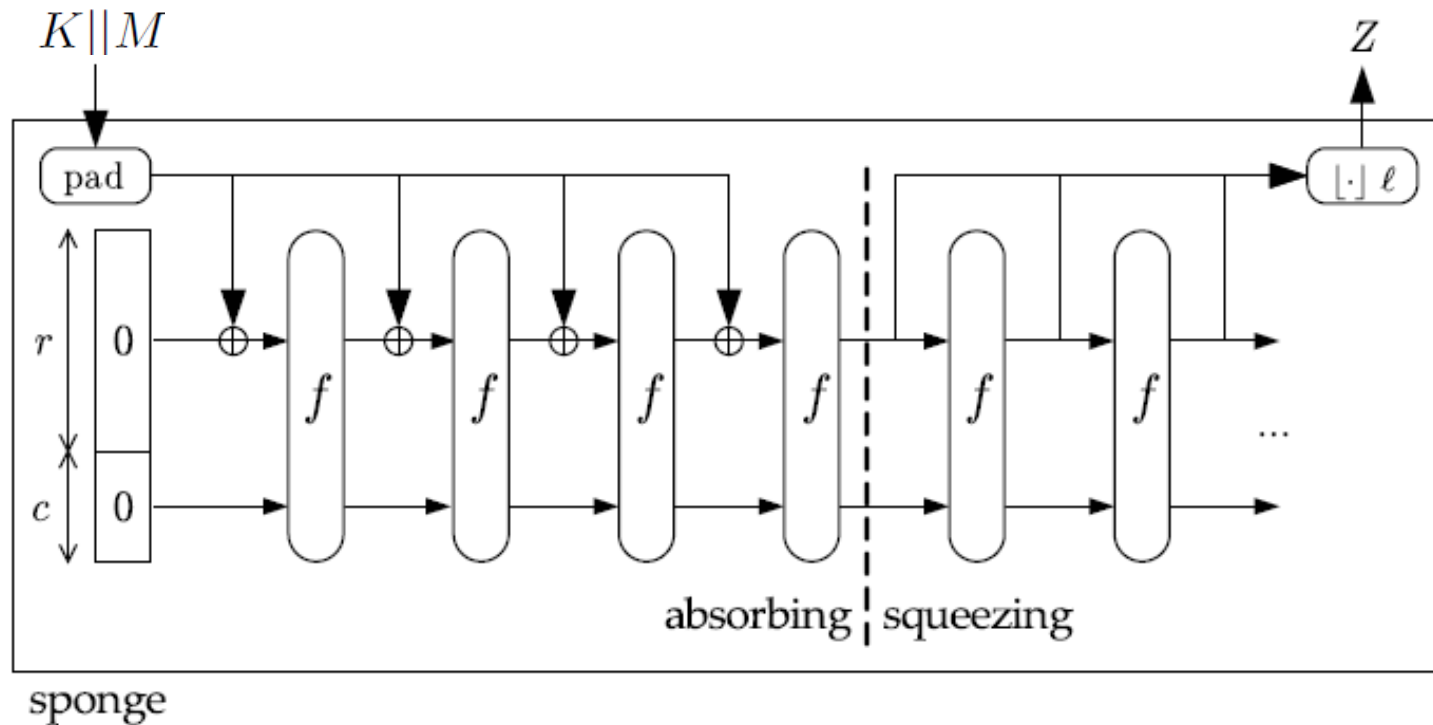 K||M
Z
pad
⌊·⌋ ℓ
r
0
f
f
f
f
f
f
...
c
0
absorbing
squeezing
sponge